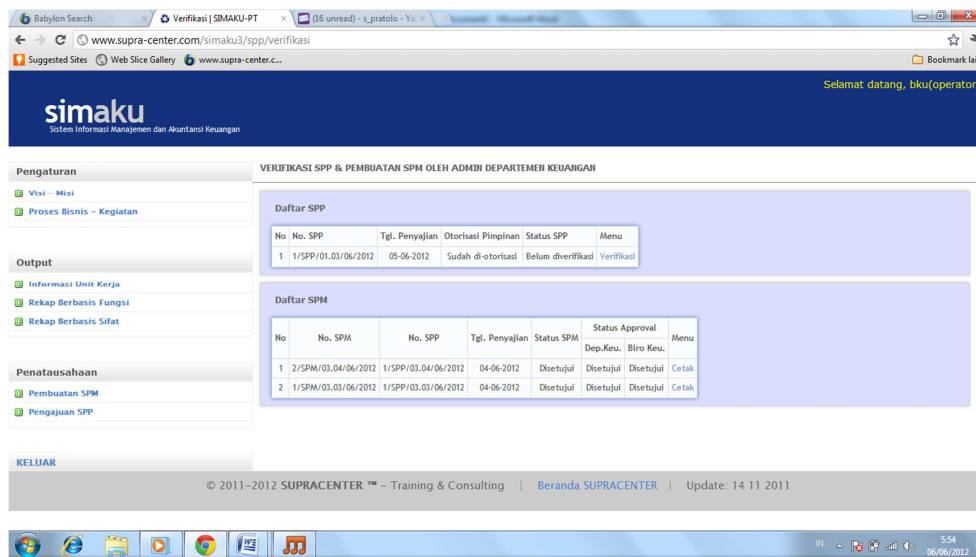 Babylon Search
Verifikasi | SIMAKU-PT
(16 unread) - s_pratolo - Ya
www.supra-center.com/simaku3/spp/verifikasi
Suggested Sites Web Slice Gallery www.supra-center.c... Bookmark lai
Selamat datang, bku(operator
simaku
Sistem Informasi Manajemen dan Akuntansi Keuangan
Pengaturan
Visi - Misi
Proses Bisnis - Kegiatan
Output
Informasi Unit Kerja
Rekap Berbasis Fungsi
Rekap Berbasis Sifat
Penatausahaan
Pembuatan SPM
Pengajuan SPP
KELUAR
VERIFIKASI SPP & PEMBUATAN SPM OLEH ADMIN DEPARTEMEN KEUANGAN
Daftar SPP
No No. SPP Tgl. Penyajian Otorisasi Pimpinan Status SPP Menu
1 1/SPP/01.03/06/2012 05-06-2012 Sudah di-otorisasi Belum diverifikasi Verifikasi
Daftar SPM
No No. SPM No. SPP Tgl. Penyajian Status SPM Status Approval Menu
Dep.Keu. Biro Keu.
1 2/SPM/03.04/06/2012 1/SPP/03.04/06/2012 04-06-2012 Disetujui Disetujui Disetujui Cetak
2 1/SPM/03.03/06/2012 1/SPP/03.03/06/2012 04-06-2012 Disetujui Disetujui Disetujui Cetak
© 2011-2012 SUPRACENTER ™ - Training & Consulting | Beranda SUPRACENTER | Update: 14 11 2011
IN 5:54
06/06/2012